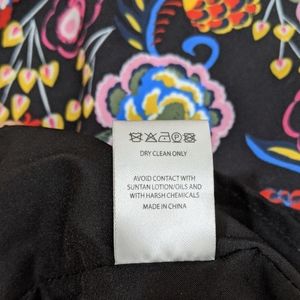 DRY CLEAN ONLY
AVOID CONTACT WITH
SUNTAN LOTION/OILS AND
WITH HARSH CHEMICALS
MADE IN CHINA